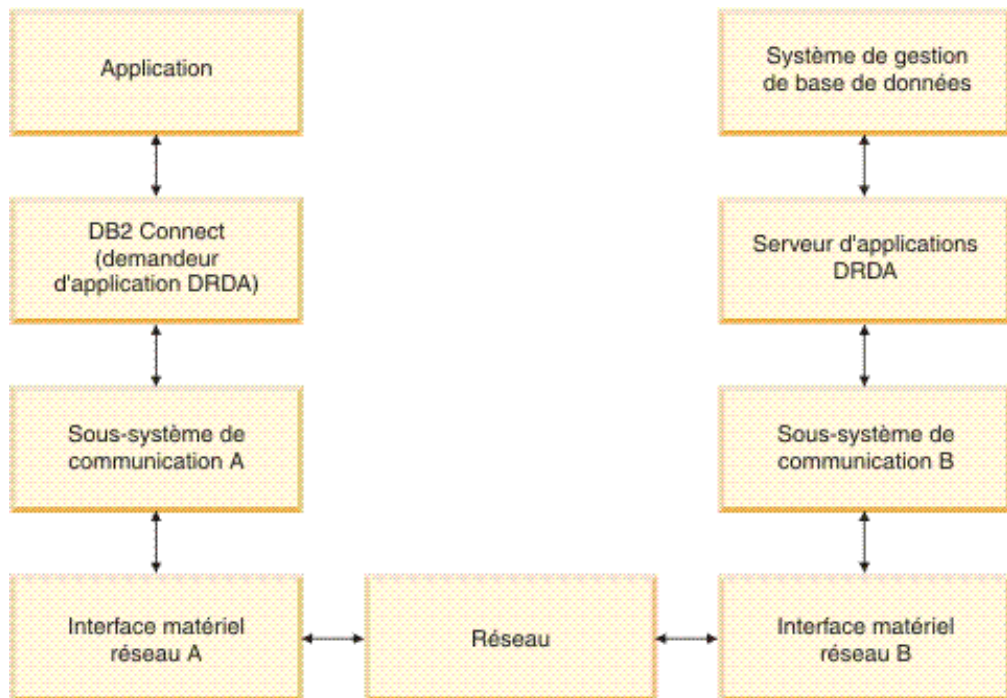 Application
Système de gestion
de base de données
DB2 Connect
(demandeur
d'application DRDA)
Serveur d'applications
DRDA
Sous-système de
communication A
Sous-système de
communication B
Interface matériel
réseau A
Réseau
Interface matériel
réseau B